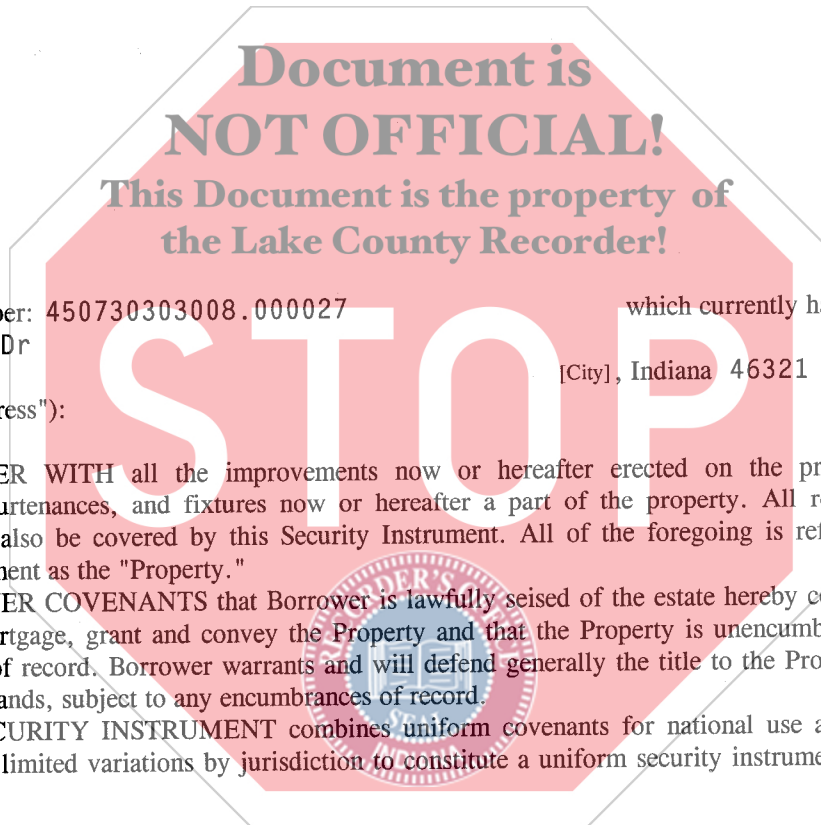 Document is
NOT OFFICIAL!
This Document is the property of
the Lake County Recorder!
ber: 450730303008.000027 which currently ha
Dr
[City], Indiana 46321
ress"):
STOP
ER WITH all the improvements now or hereafter erected on the pr
urtenances, and fixtures now or hereafter a part of the property. All r
also be covered by this Security Instrument. All of the foregoing is ref
ment as the "Property."
ER COVENANTS that Borrower is lawfully seised of the estate hereby c
rtgage, grant and convey the Property and that the Property is unencumb
of record. Borrower warrants and will defend generally the title to the Pro
ands, subject to any encumbrances of record.
CURITY INSTRUMENT combines uniform covenants for national use a
limited variations by jurisdiction to constitute a uniform security instrume
RECORDER'S OFFICE
SEAL
INDIANA